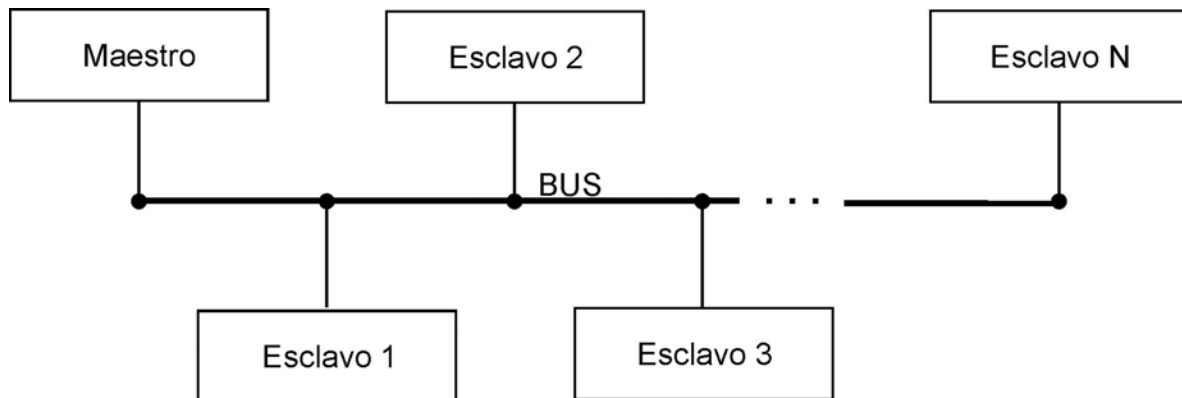 Maestro
Esclavo 2
Esclavo N
BUS
. . .
Esclavo 1
Esclavo 3